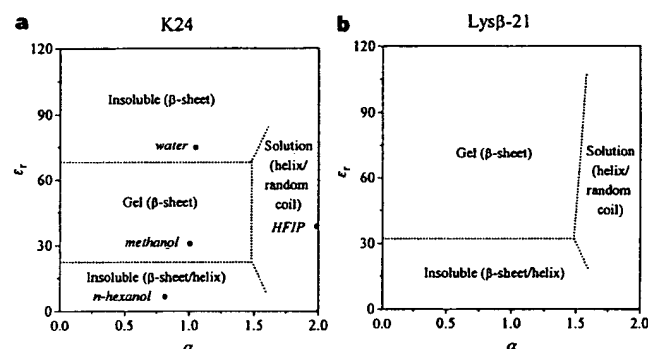 a
K24
120
90
60
30
0
εr
Insoluble (β-sheet)
water
Gel (β-sheet)
methanol
Insoluble (β-sheet/helix)
n-hexanol
Solution
(helix/
random
coil)
HFIP
0.0 0.5 1.0 1.5 2.0
α
b
Lysβ-21
120
90
60
30
0
εr
Gel (β-sheet)
Solution
(helix/
random
coil)
Insoluble (β-sheet/helix)
0.0 0.5 1.0 1.5 2.0
α